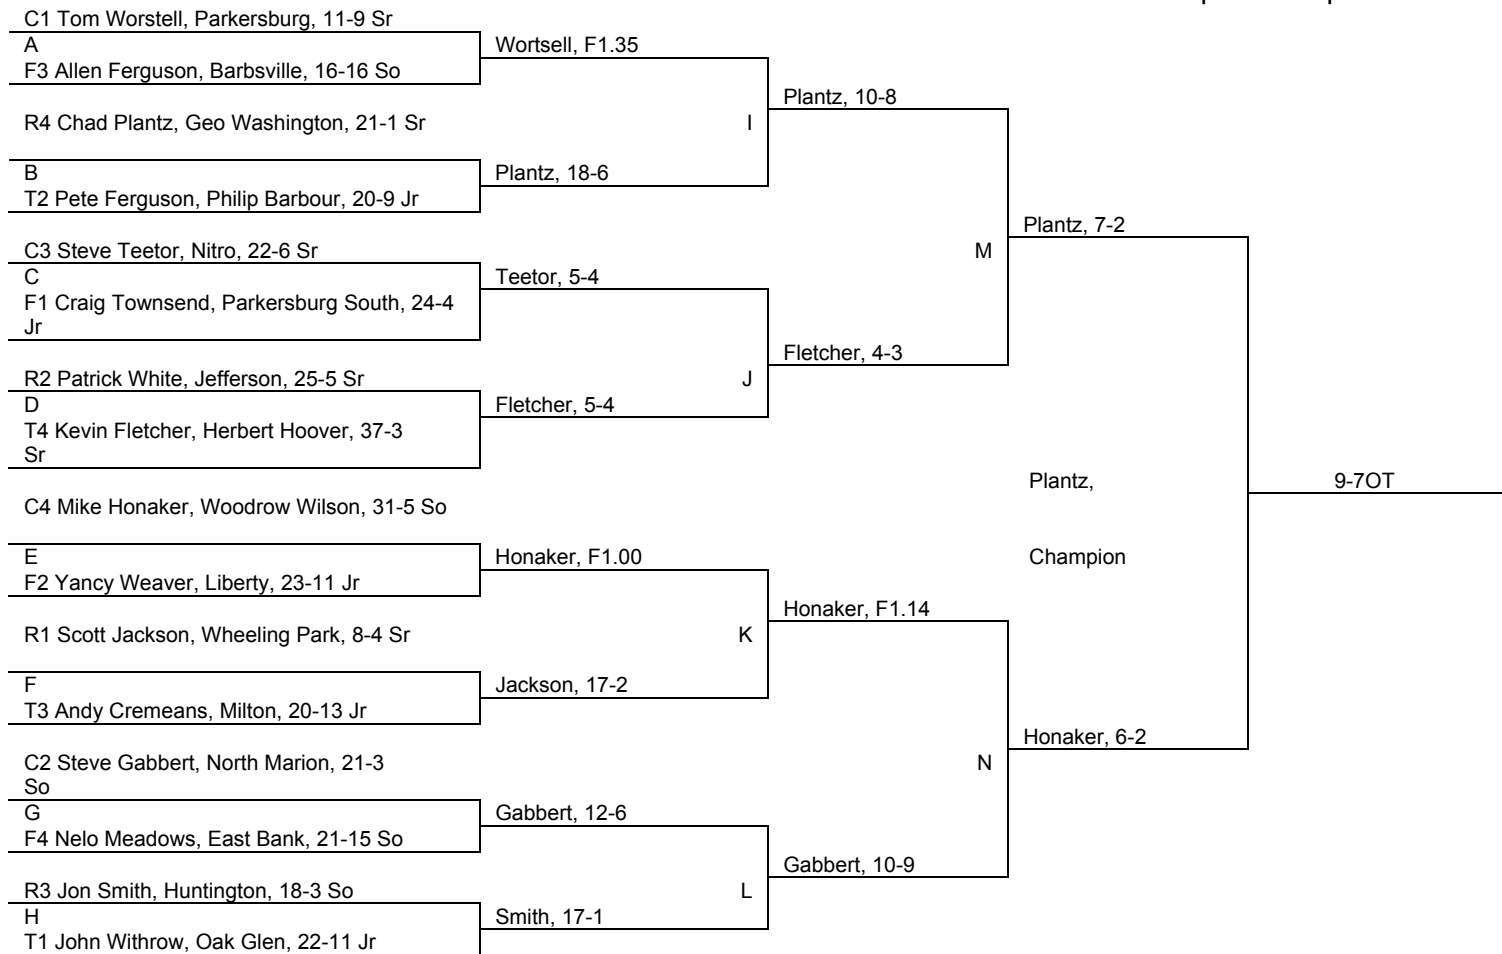 C1 Tom Worstell, Parkersburg, 11-9 Sr
A
Wortsell, F1.35
F3 Allen Ferguson, Barbsville, 16-16 So
Plantz, 10-8
R4 Chad Plantz, Geo Washington, 21-1 Sr
I
B
Plantz, 18-6
T2 Pete Ferguson, Philip Barbour, 20-9 Jr
Plantz, 7-2
C3 Steve Teetor, Nitro, 22-6 Sr
M
C
Teetor, 5-4
F1 Craig Townsend, Parkersburg South, 24-4
Jr
Fletcher, 4-3
R2 Patrick White, Jefferson, 25-5 Sr
J
D
Fletcher, 5-4
T4 Kevin Fletcher, Herbert Hoover, 37-3
Sr
Plantz,
9-7OT
C4 Mike Honaker, Woodrow Wilson, 31-5 So
E
Honaker, F1.00
Champion
F2 Yancy Weaver, Liberty, 23-11 Jr
Honaker, F1.14
R1 Scott Jackson, Wheeling Park, 8-4 Sr
K
F
Jackson, 17-2
T3 Andy Cremeans, Milton, 20-13 Jr
Honaker, 6-2
C2 Steve Gabbert, North Marion, 21-3
So
N
G
Gabbert, 12-6
F4 Nelo Meadows, East Bank, 21-15 So
Gabbert, 10-9
R3 Jon Smith, Huntington, 18-3 So
L
H
Smith, 17-1
T1 John Withrow, Oak Glen, 22-11 Jr